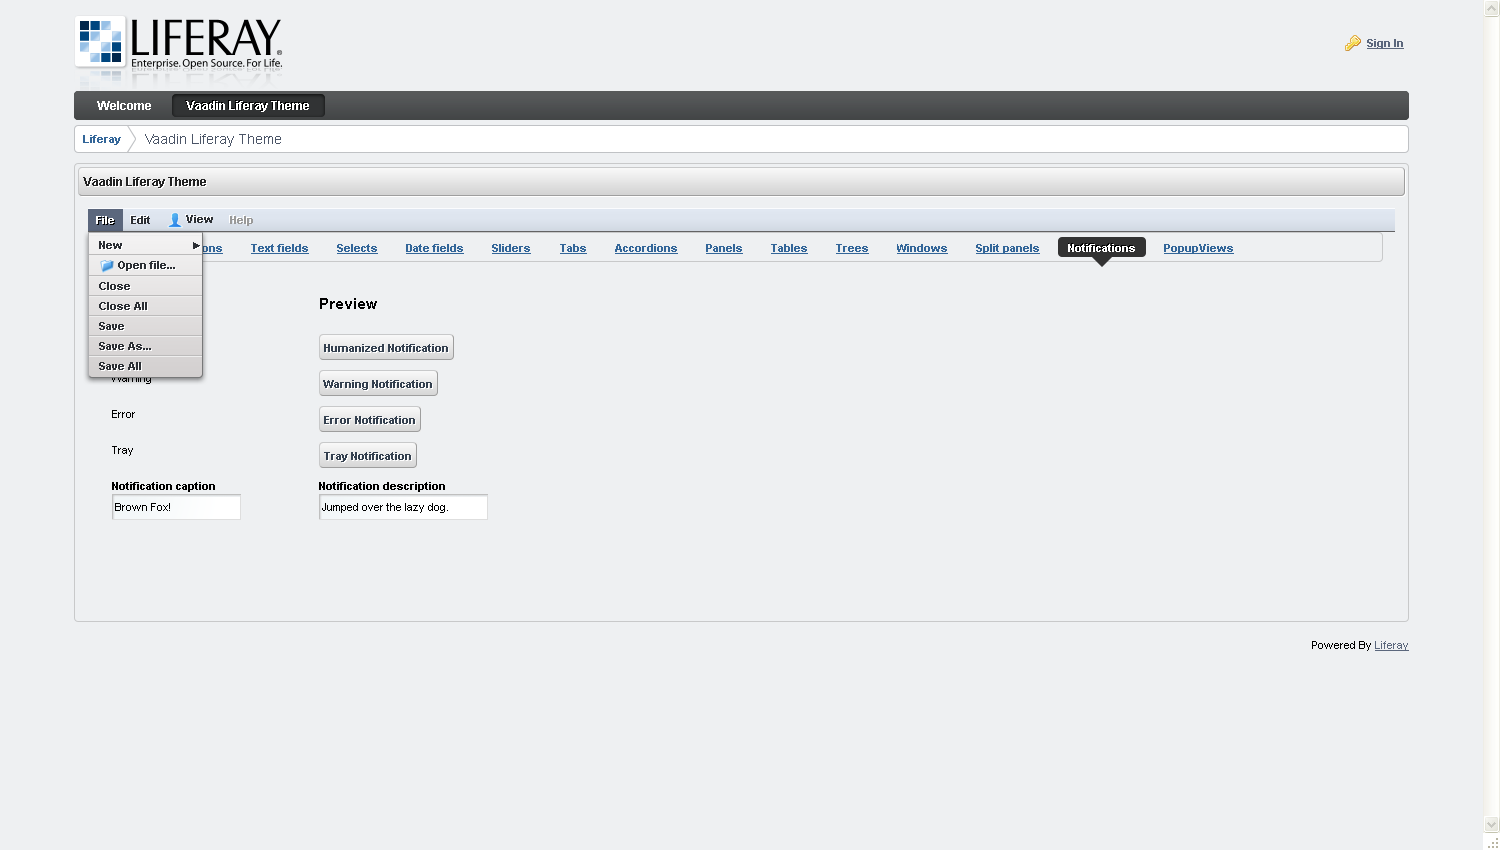 LIFERAY®
Enterprise. Open Source. For Life.
Sign In
Welcome Vaadin Liferay Theme
Liferay Vaadin Liferay Theme
Vaadin Liferay Theme
File Edit View Help
New
ons Text fields Selects Date fields Sliders Tabs Accordions Panels Tables Trees Windows Split panels Notifications PopupViews
Open file...
Close
Close All
Save
Save As...
Save All
Preview
Humanized Notification
Warning Warning Notification
Error Error Notification
Tray Tray Notification
Notification caption Notification description
Brown Fox! Jumped over the lazy dog.
Powered By Liferay